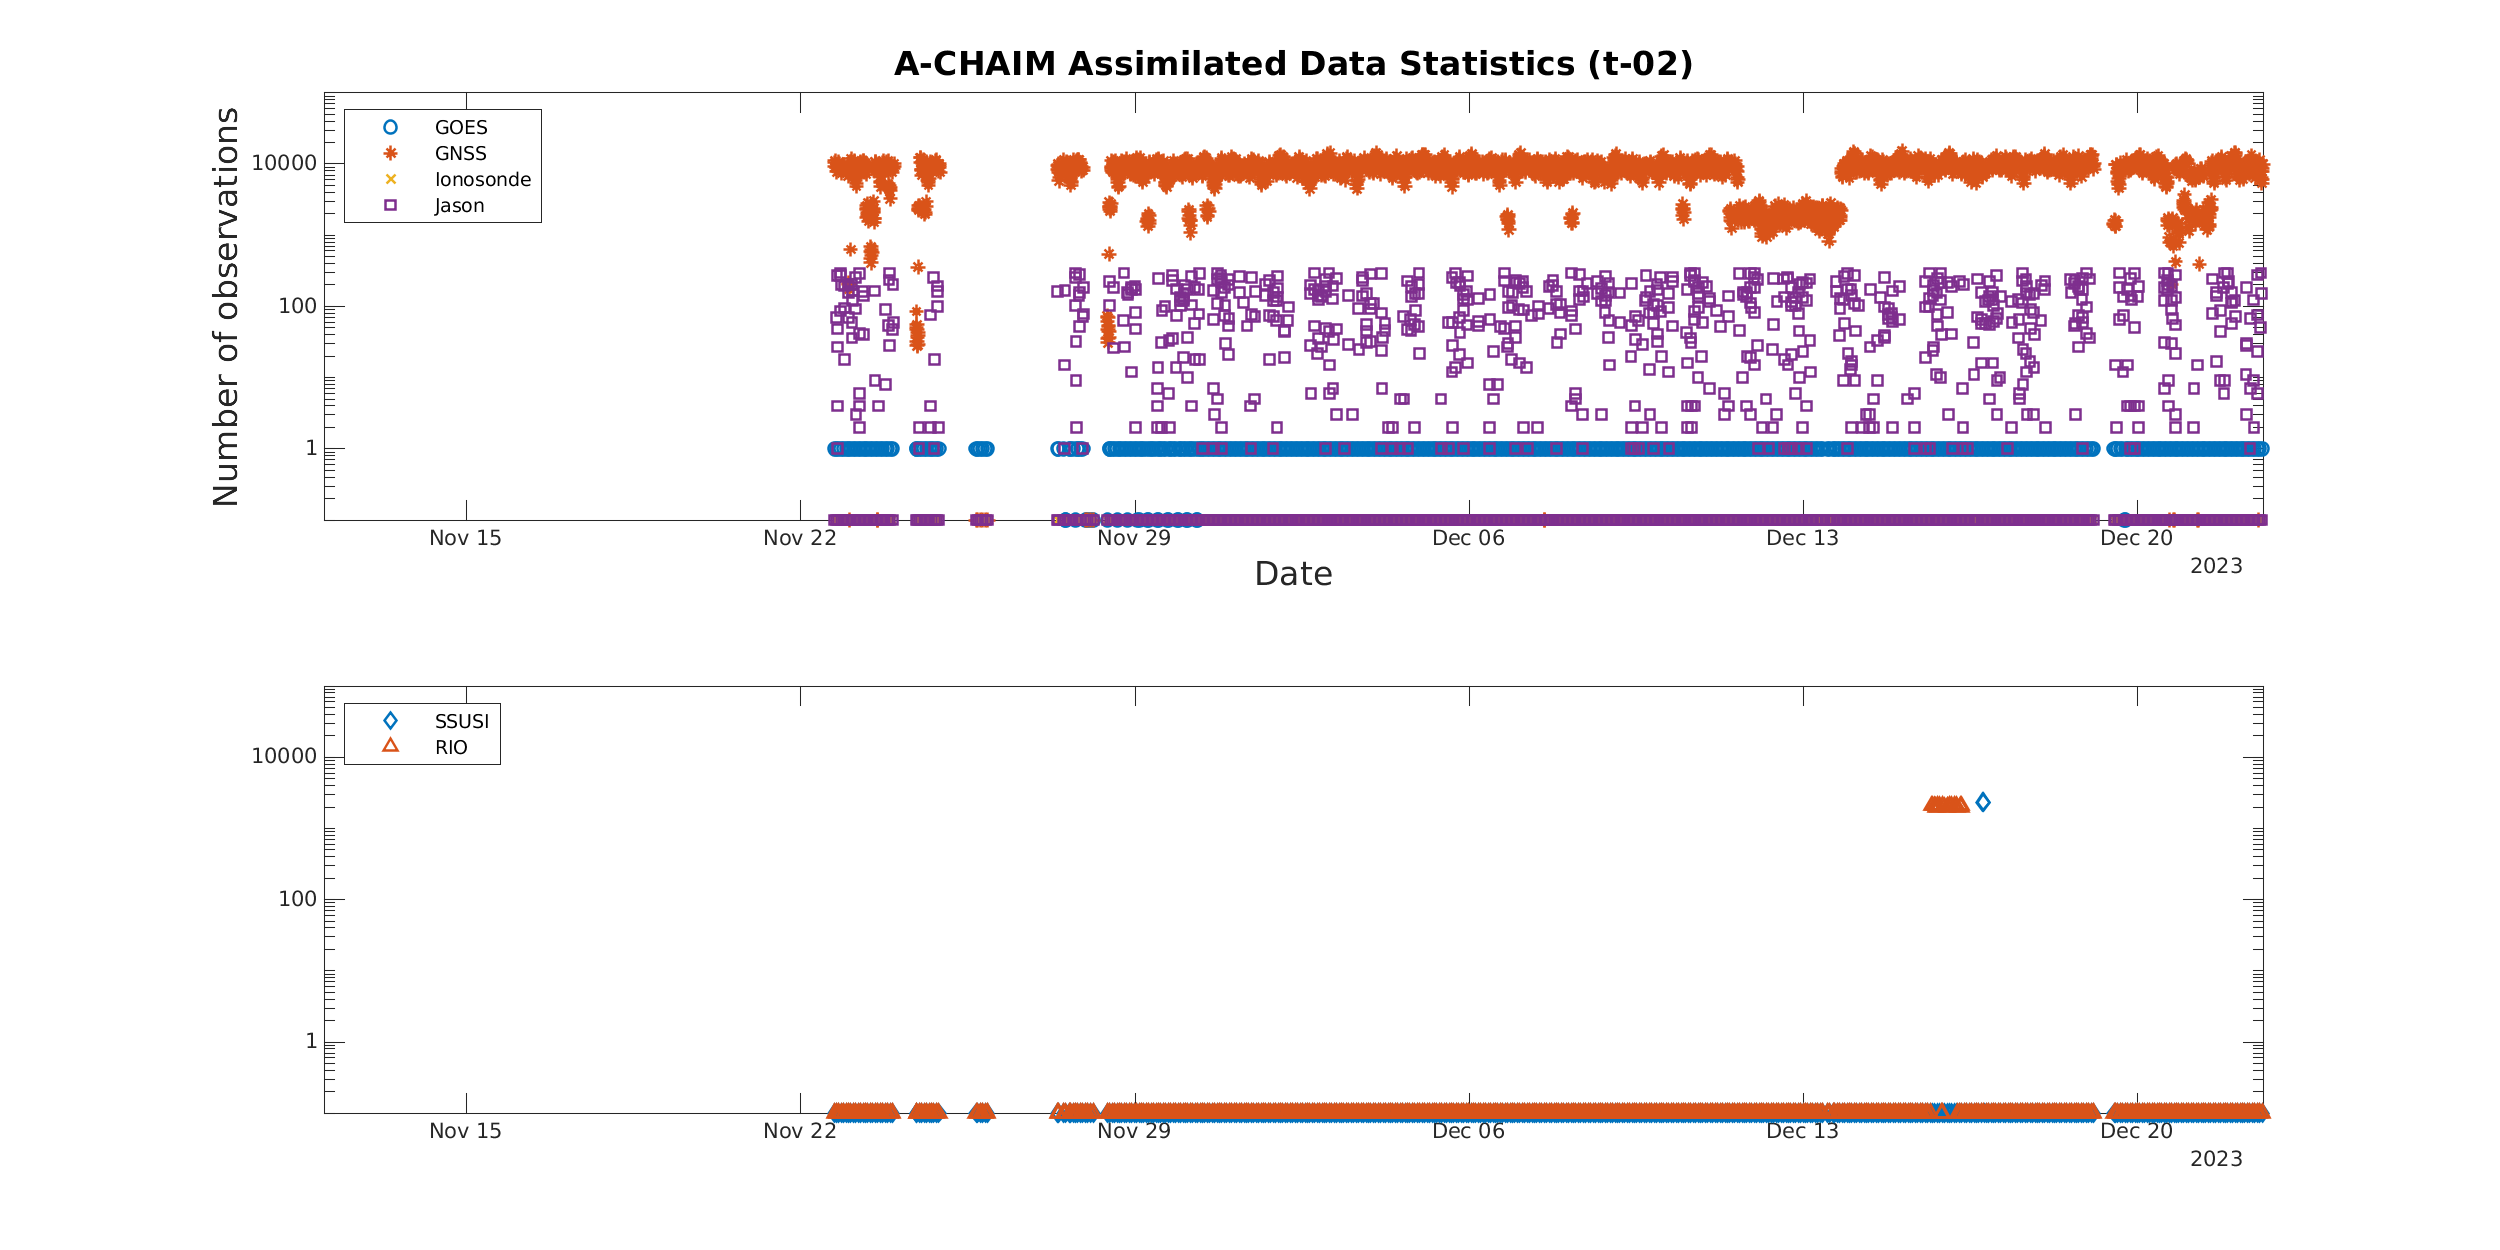 A-CHAIM Assimilated Data Statistics (t-02)
Number of observations
GOES
GNSS
Ionosonde
Jason
10000
100
1
Nov 15 Nov 22 Nov 29 Dec 06 Dec 13 Dec 20
2023
Date
SSUSI
RIO
10000
100
1
Nov 15 Nov 22 Nov 29 Dec 06 Dec 13 Dec 20
2023